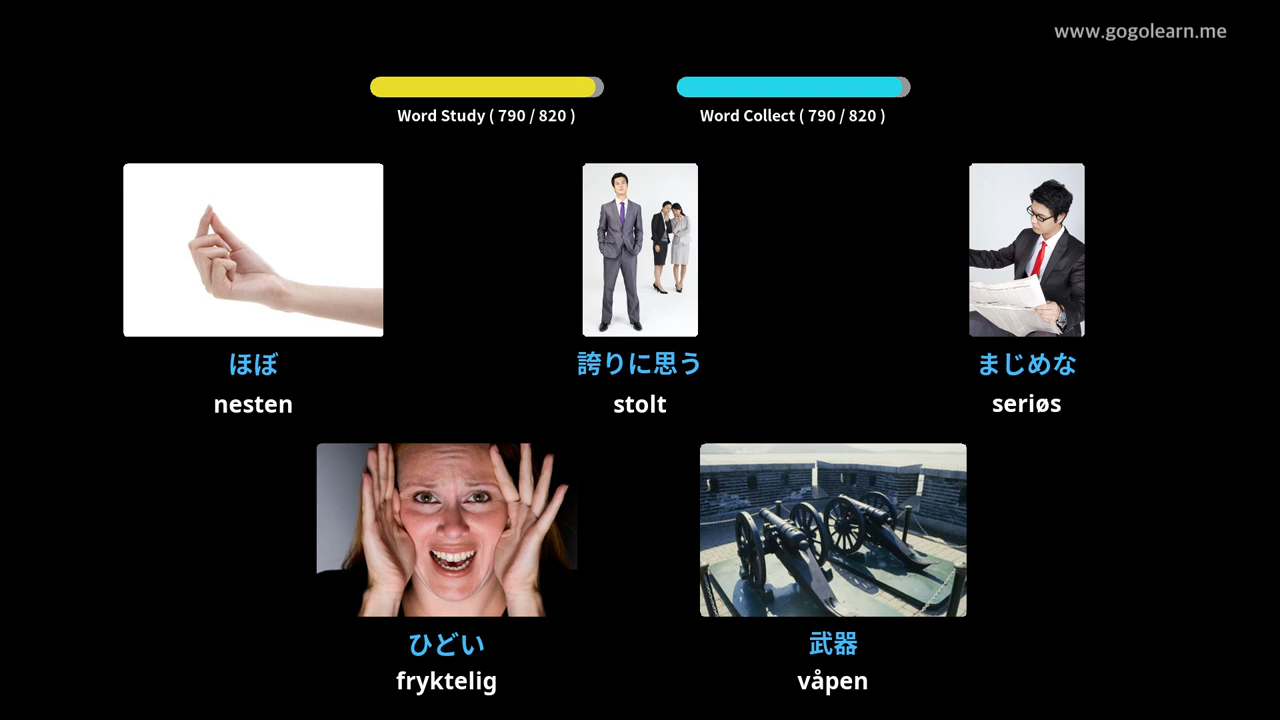 www.gogolearn.me
Word Study ( 790 / 820 )
Word Collect ( 790 / 820 )
ほぼ
nesten
誇りに思う
stolt
まじめな
seriøs
ひどい
fryktelig
武器
våpen